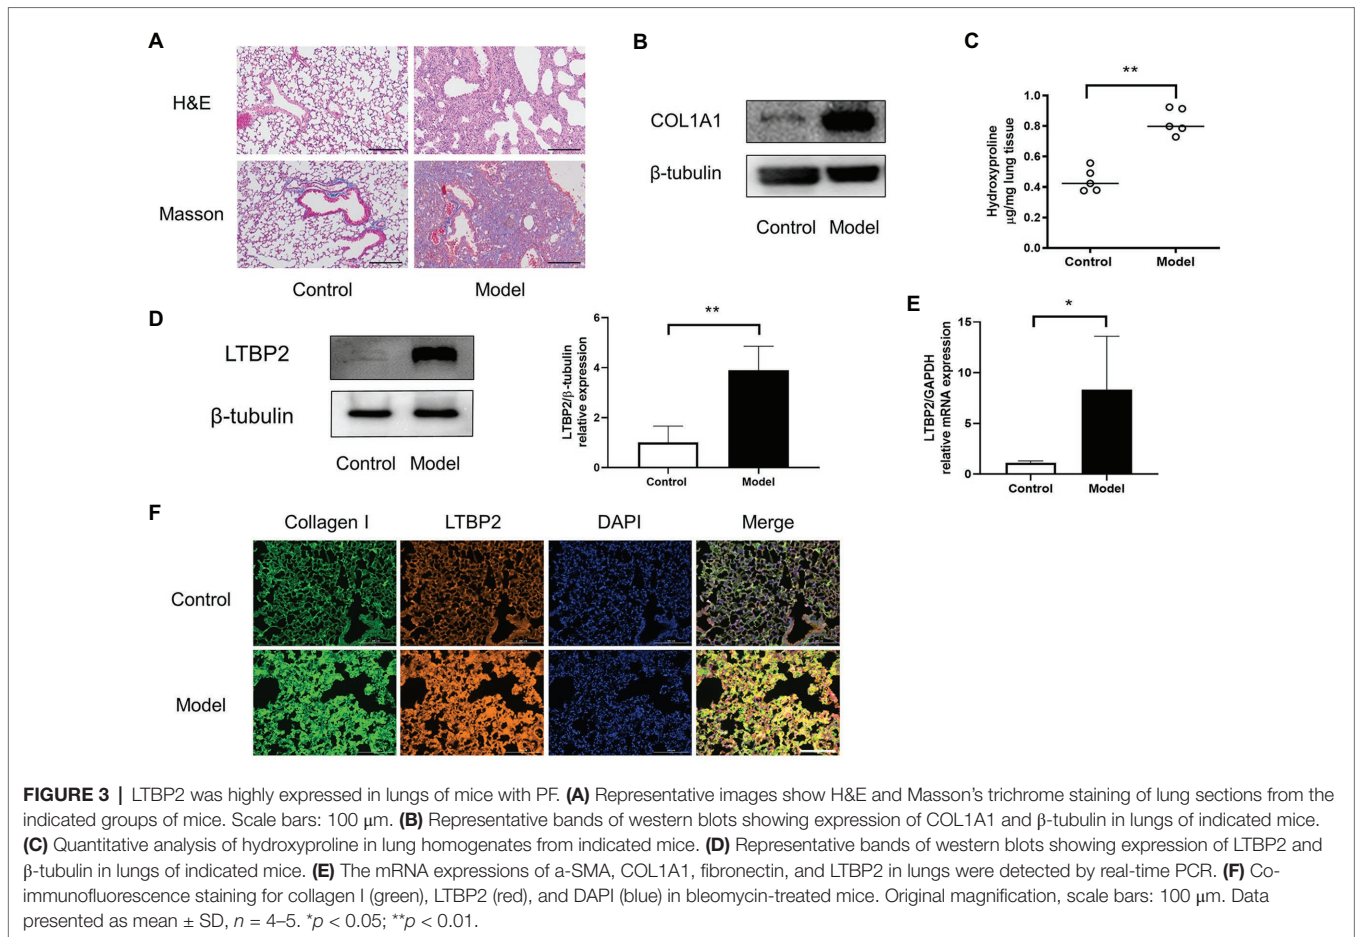 A
H&E
Masson
Control
Model
B
COL1A1
β-tubulin
Control
Model
C
**
Hydroxyproline
μg/mg lung tissue
1.0
0.8
0.6
0.4
0.2
0.0
Control
Model
D
LTBP2
β-tubulin
Control
Model
**
LTBP2/β-tubulin
relative expression
6
4
2
0
Control
Model
E
*
LTBP2/GAPDH
relative mRNA expression
15
10
5
0
Control
Model
F
Collagen I
LTBP2
DAPI
Merge
Control
Model
FIGURE 3 | LTBP2 was highly expressed in lungs of mice with PF. (A) Representative images show H&E and Masson's trichrome staining of lung sections from the
indicated groups of mice. Scale bars: 100 μm. (B) Representative bands of western blots showing expression of COL1A1 and β-tubulin in lungs of indicated mice.
(C) Quantitative analysis of hydroxyproline in lung homogenates from indicated mice. (D) Representative bands of western blots showing expression of LTBP2 and
β-tubulin in lungs of indicated mice. (E) The mRNA expressions of a-SMA, COL1A1, fibronectin, and LTBP2 in lungs were detected by real-time PCR. (F) Co-
immunofluorescence staining for collagen I (green), LTBP2 (red), and DAPI (blue) in bleomycin-treated mice. Original magnification, scale bars: 100 μm. Data
presented as mean ± SD, n = 4–5. *p < 0.05; **p < 0.01.